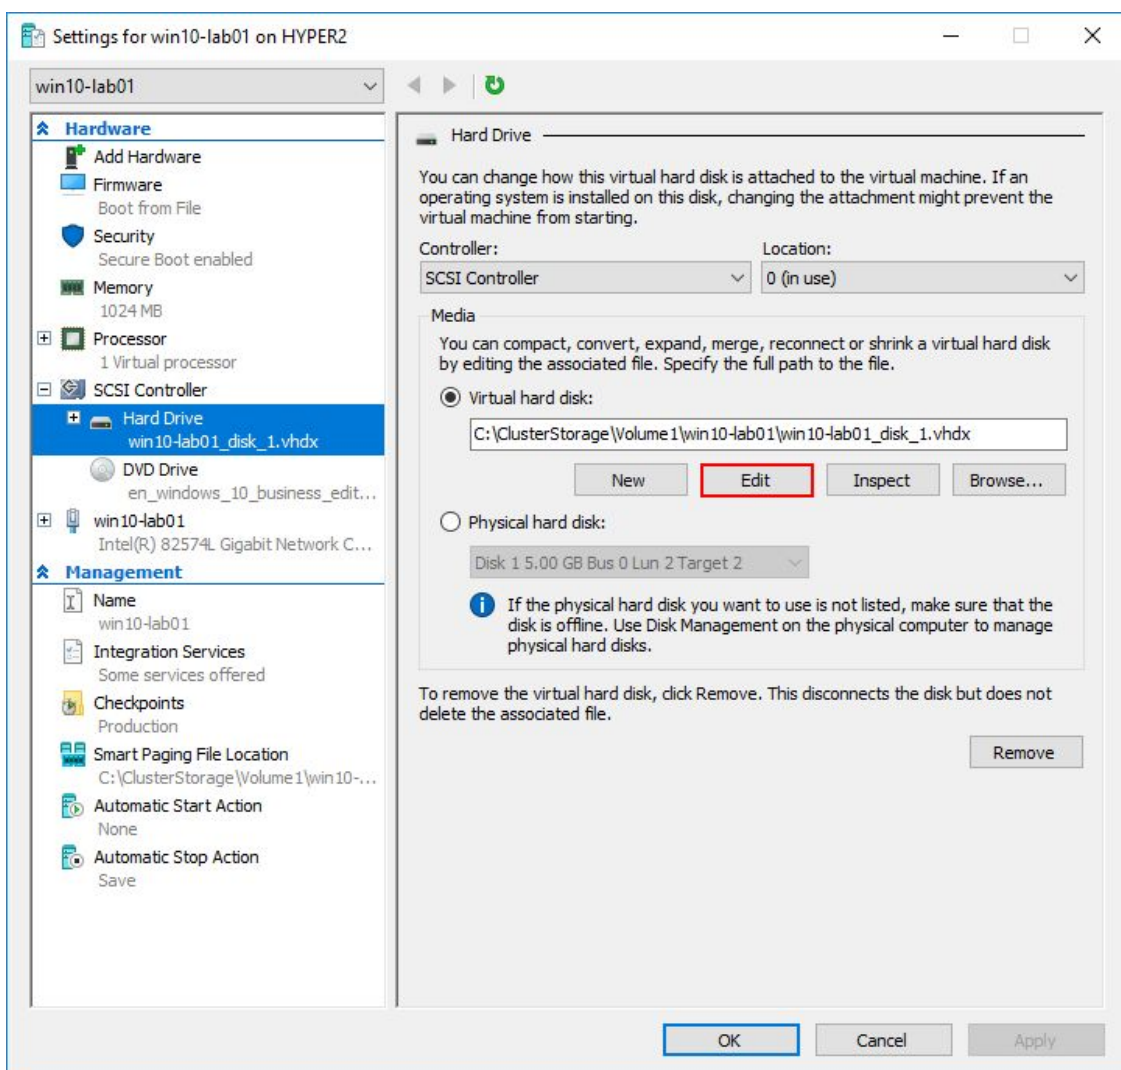 Settings for win10-lab01 on HYPER2
win10-lab01
Hardware
Add Hardware
Firmware
Boot from File
Security
Secure Boot enabled
Memory
1024 MB
Processor
1 Virtual processor
SCSI Controller
Hard Drive
win10-lab01_disk_1.vhdx
DVD Drive
en_windows_10_business_edit...
win10-lab01
Intel(R) 82574L Gigabit Network C...
Management
Name
win10-lab01
Integration Services
Some services offered
Checkpoints
Production
Smart Paging File Location
C:\ClusterStorage\Volume1\win10-...
Automatic Start Action
None
Automatic Stop Action
Save
Hard Drive
You can change how this virtual hard disk is attached to the virtual machine. If an
operating system is installed on this disk, changing the attachment might prevent the
virtual machine from starting.
Controller: Location:
SCSI Controller 0 (in use)
Media
You can compact, convert, expand, merge, reconnect or shrink a virtual hard disk
by editing the associated file. Specify the full path to the file.
Virtual hard disk:
C:\ClusterStorage\Volume1\win10-lab01\win10-lab01_disk_1.vhdx
New Edit Inspect Browse...
Physical hard disk:
Disk 1 5.00 GB Bus 0 Lun 2 Target 2
If the physical hard disk you want to use is not listed, make sure that the
disk is offline. Use Disk Management on the physical computer to manage
physical hard disks.
To remove the virtual hard disk, click Remove. This disconnects the disk but does not
delete the associated file.
Remove
OK Cancel Apply